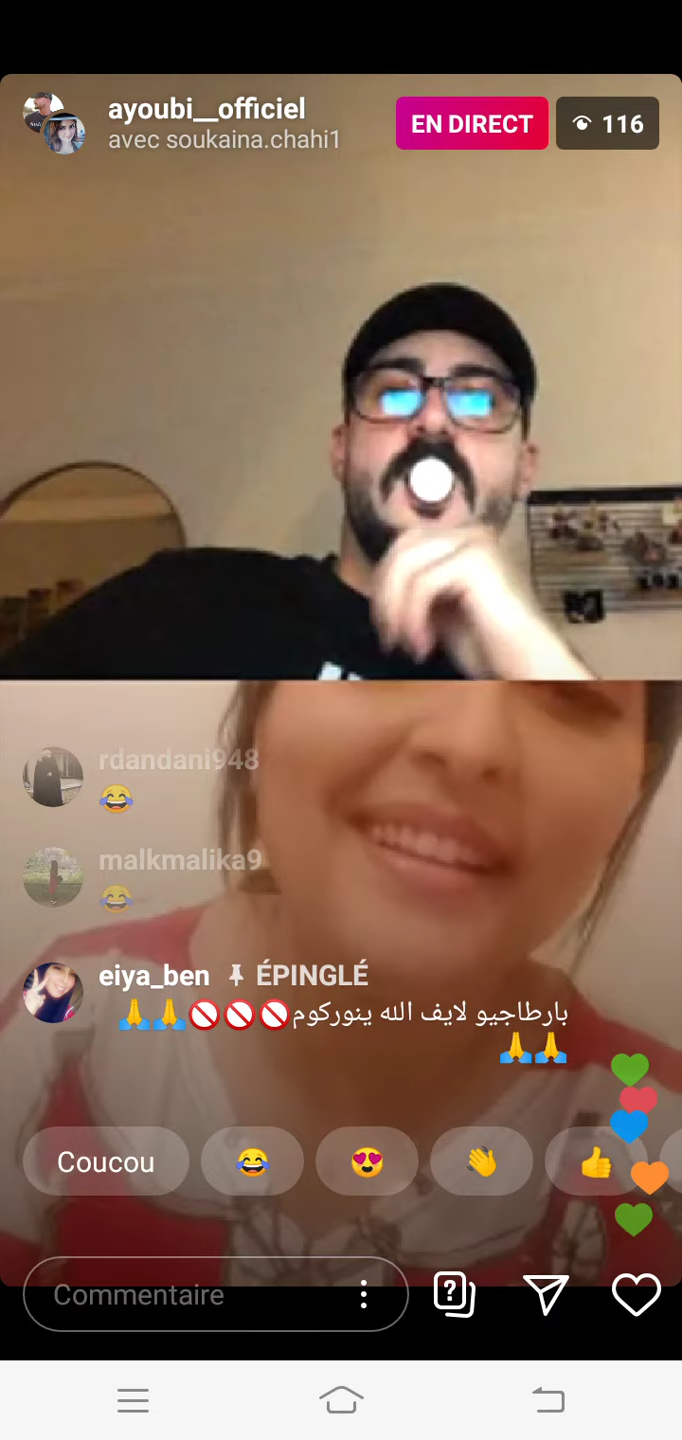 ayoubi__officiel
avec soukaina.chahi1
EN DIRECT
116
rdandani948
😂
malkmalika9
😂
eiya_ben ÉPINGLÉ
بارطاجيو لايف الله ينوركوم🚫🚫🚫🙏🙏
🙏🙏
Coucou 😂 😍 👋 👍
Commentaire